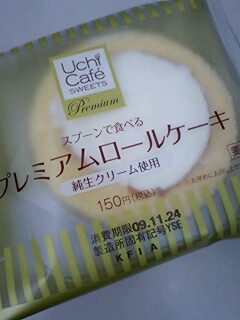 Uchi
Café
SWEETS
Premium
スプーンで食べる
プレミアムロールケーキ
純生クリーム使用
150円(税込)
消費期限09.11.24
製造所固有記号YSE
KFIA